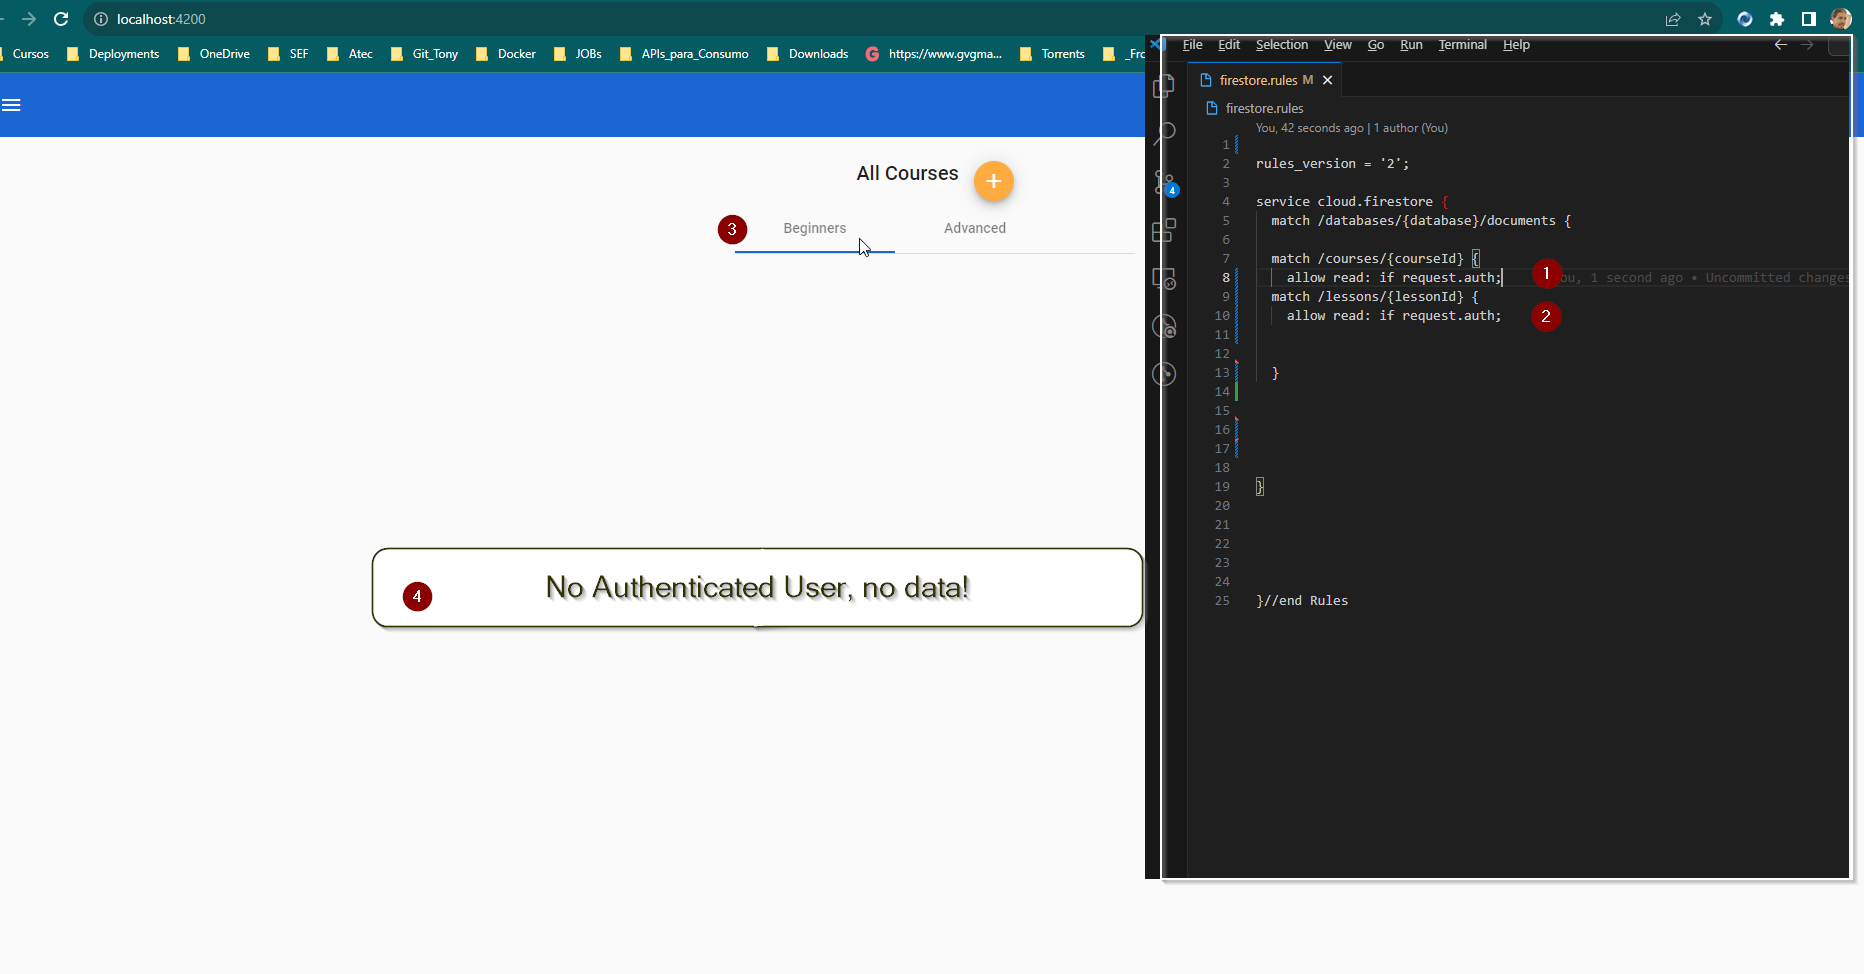 localhost:4200
Cursos Deployments OneDrive SEF Atec Git_Tony Docker JOBs APIs_para_Consumo Downloads https://www.gvgma... Torrents
All Courses
+
3 Beginners Advanced
4 No Authenticated User, no data!
File Edit Selection View Go Run Terminal Help
firestore.rules M
firestore.rules
You, 42 seconds ago | 1 author (You)
4
1
2 rules_version = '2';
3
4 service cloud.firestore {
5 match /databases/{database}/documents {
6
7 match /courses/{courseId} {
8 allow read: if request.auth; 1 ou, 1 second ago • Uncommitted changes
9 match /lessons/{lessonId} {
10 allow read: if request.auth; 2
11
12
13 }
14
15
16
17
18
19 }
20
21
22
23
24
25 }//end Rules